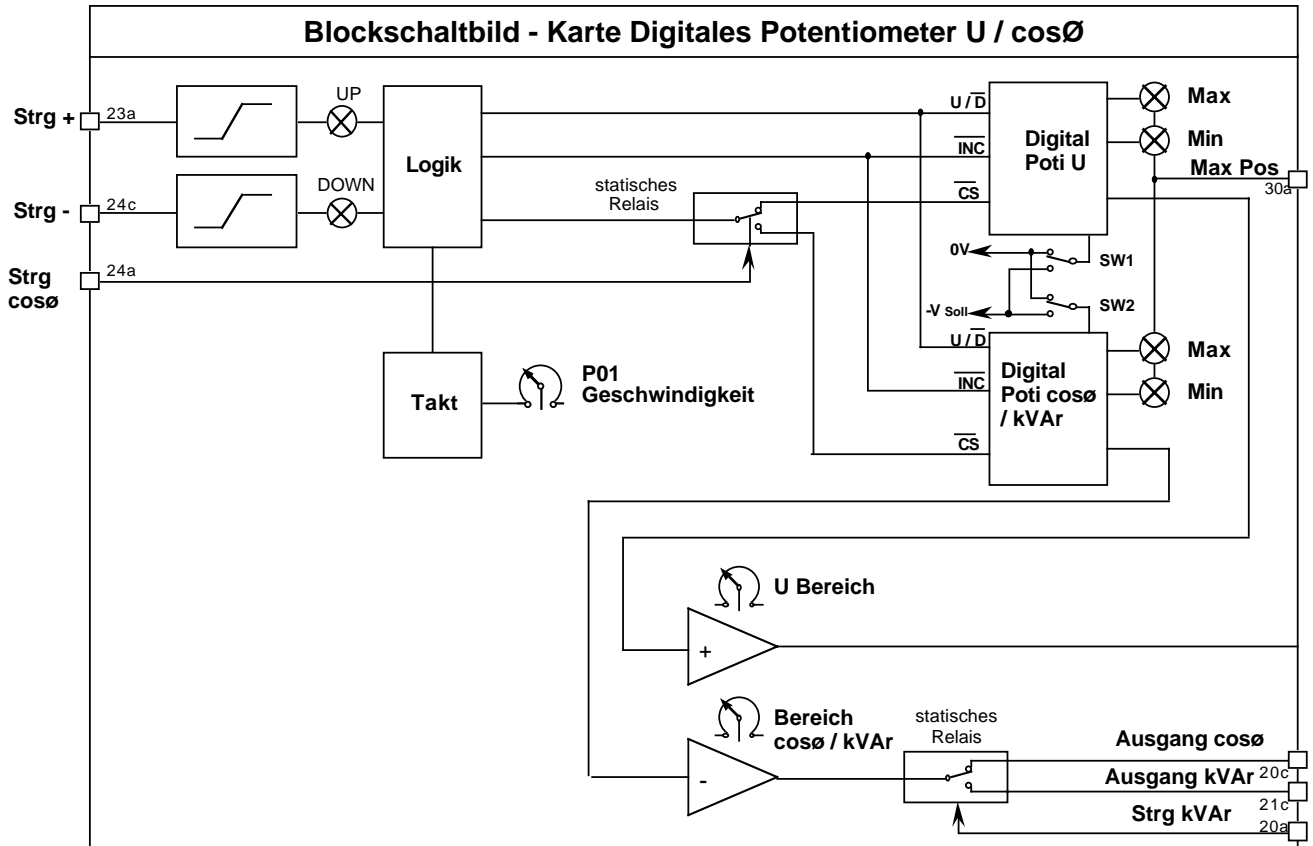 Blockschaltbild - Karte Digitales Potentiometer U / cosØ
Strg +
23a
UP
Logik
U / D
INC
CS
Digital
Poti U
Max
Min
Max Pos
30a
Strg -
24c
DOWN
statisches
Relais
Strg
cosø
24a
0V
SW1
-V Soll
SW2
Takt
P01
Geschwindigkeit
U / D
INC
CS
Digital
Poti cosø
/ kVAr
Max
Min
U Bereich
+
Bereich
cosø / kVAr
-
statisches
Relais
Ausgang cosø
20c
Ausgang kVAr
21c
Strg kVAr
20a